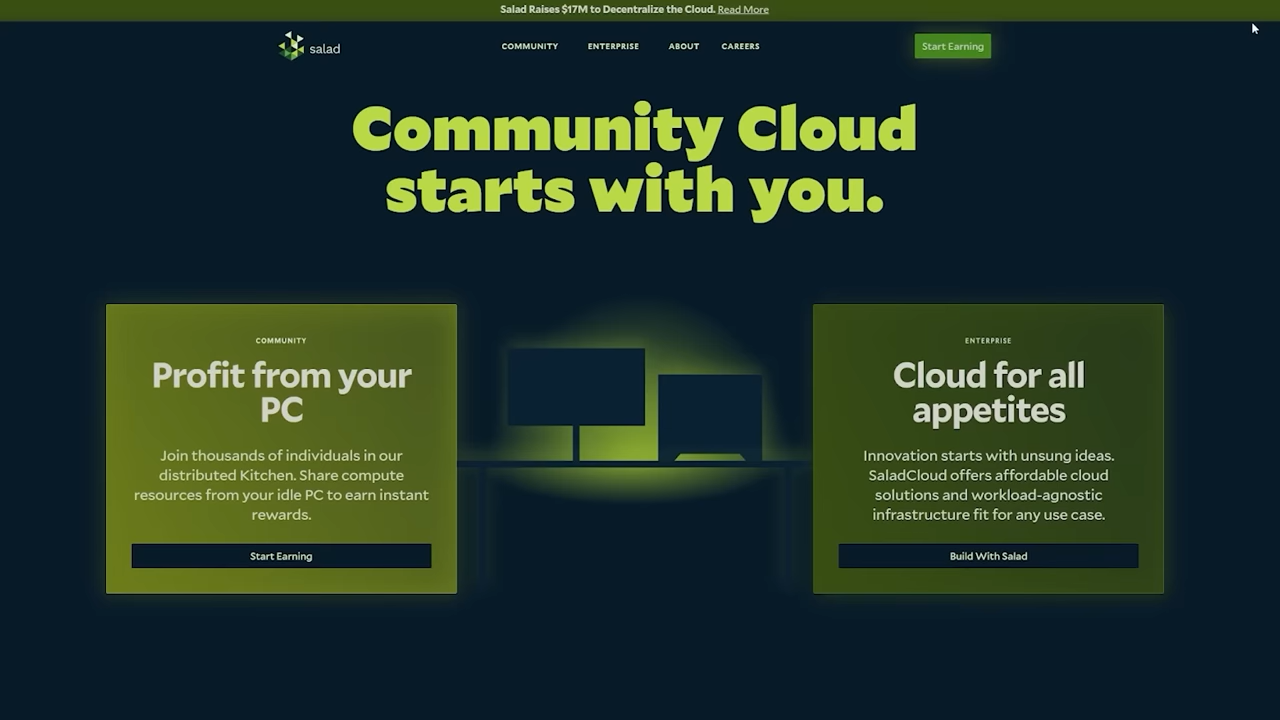 Salad Raises $17M to Decentralize the Cloud. Read More
salad
COMMUNITY
ENTERPRISE
ABOUT
CAREERS
Start Earning
Community Cloud
starts with you.
COMMUNITY
Profit from your
PC
Join thousands of individuals in our
distributed Kitchen. Share compute
resources from your idle PC to earn instant
rewards.
Start Earning
ENTERPRISE
Cloud for all
appetites
Innovation starts with unsung ideas.
SaladCloud offers affordable cloud
solutions and workload-agnostic
infrastructure fit for any use case.
Build With Salad